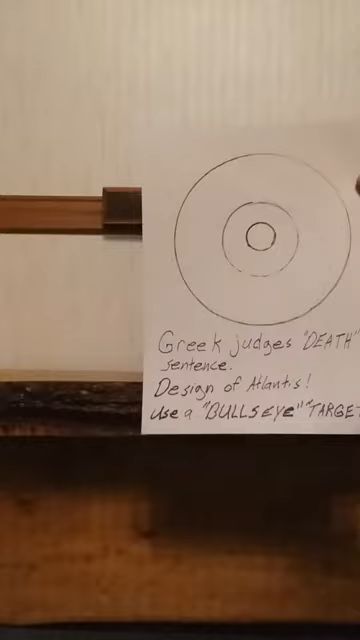 Greek judges "DEATH"
sentence.
Design of Atlantis!
use a "BULLSEYE" "TARGET